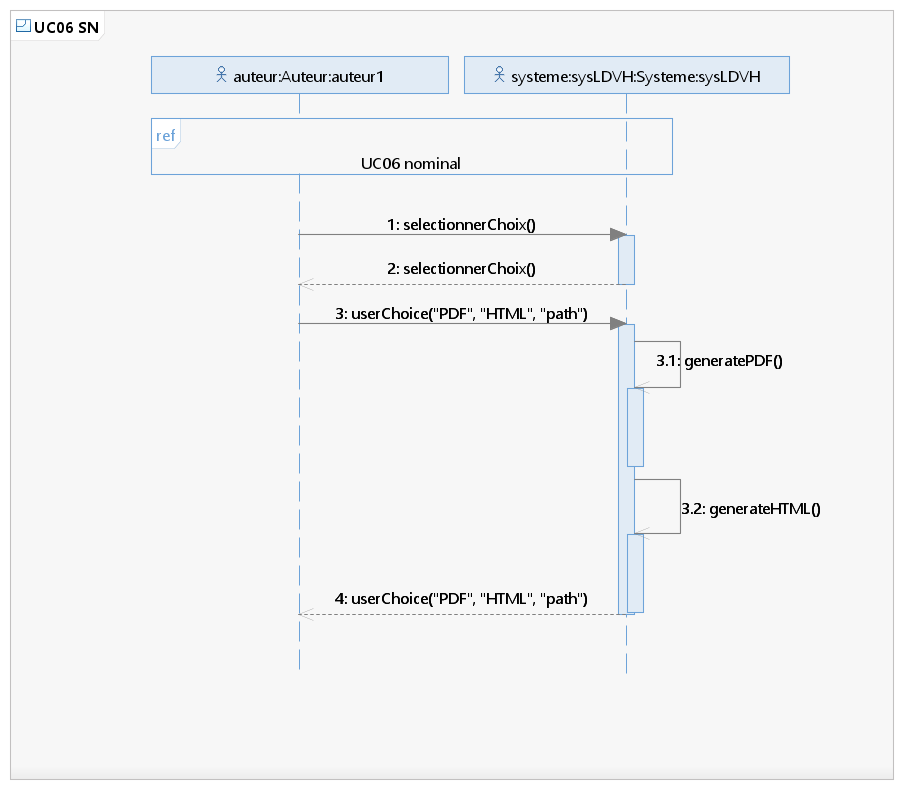 UC06 SN
auteur:Auteur:auteur1
systeme:sysLDVH:Systeme:sysLDVH
ref
UC06 nominal
1: selectionnerChoix()
2: selectionnerChoix()
3: userChoice("PDF", "HTML", "path")
3.1: generatePDF()
3.2: generateHTML()
4: userChoice("PDF", "HTML", "path")